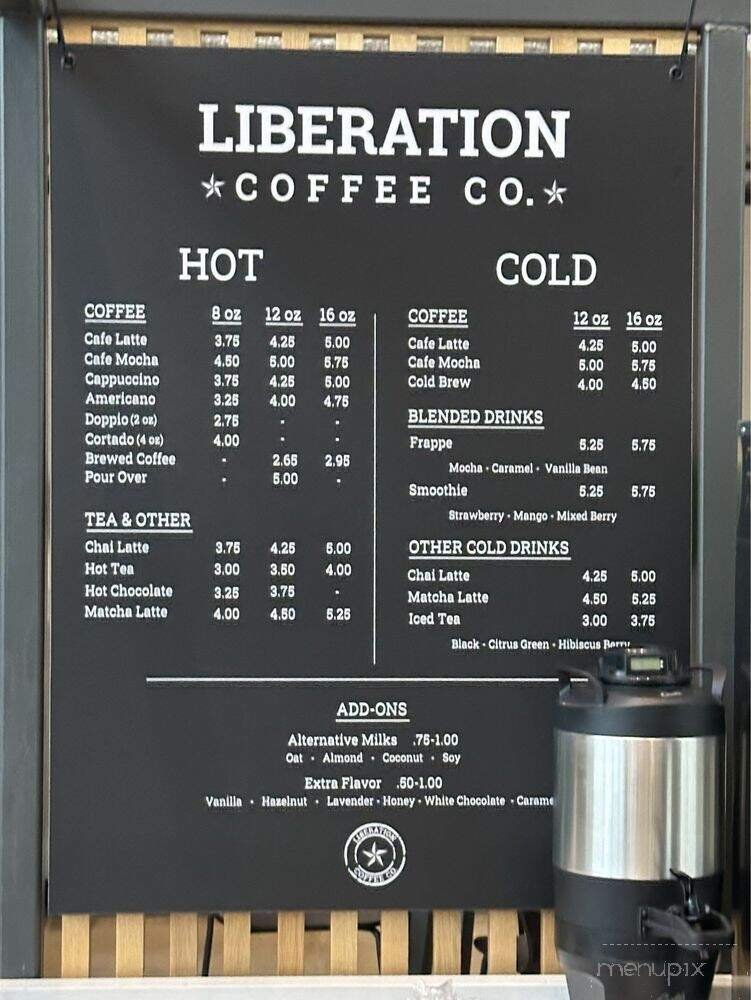 LIBERATION
COFFEE CO.
HOT
COFFEE 8 oz 12 oz 16 oz
Cafe Latte 3.75 4.25 5.00
Cafe Mocha 4.50 5.00 5.75
Cappuccino 3.75 4.25 5.00
Americano 3.25 4.00 4.75
Doppio (2 oz) 2.75 - -
Cortado (4 oz) 4.00 - -
Brewed Coffee - 2.65 2.95
Pour Over - 5.00 -
TEA & OTHER
Chai Latte 3.75 4.25 5.00
Hot Tea 3.00 3.50 4.00
Hot Chocolate 3.25 3.75 -
Matcha Latte 4.00 4.50 5.25
COLD
COFFEE 12 oz 16 oz
Cafe Latte 4.25 5.00
Cafe Mocha 5.00 5.75
Cold Brew 4.00 4.50
BLENDED DRINKS
Frappe 5.25 5.75
Mocha • Caramel • Vanilla Bean
Smoothie 5.25 5.75
Strawberry • Mango • Mixed Berry
OTHER COLD DRINKS
Chai Latte 4.25 5.00
Matcha Latte 4.50 5.25
Iced Tea 3.00 3.75
Black • Citrus Green • Hibiscus Berry
ADD-ONS
Alternative Milks .75-1.00
Oat • Almond • Coconut • Soy
Extra Flavor .50-1.00
Vanilla • Hazelnut • Lavender • Honey • White Chocolate • Carame
LIBERATION
COFFEE CO
menupix